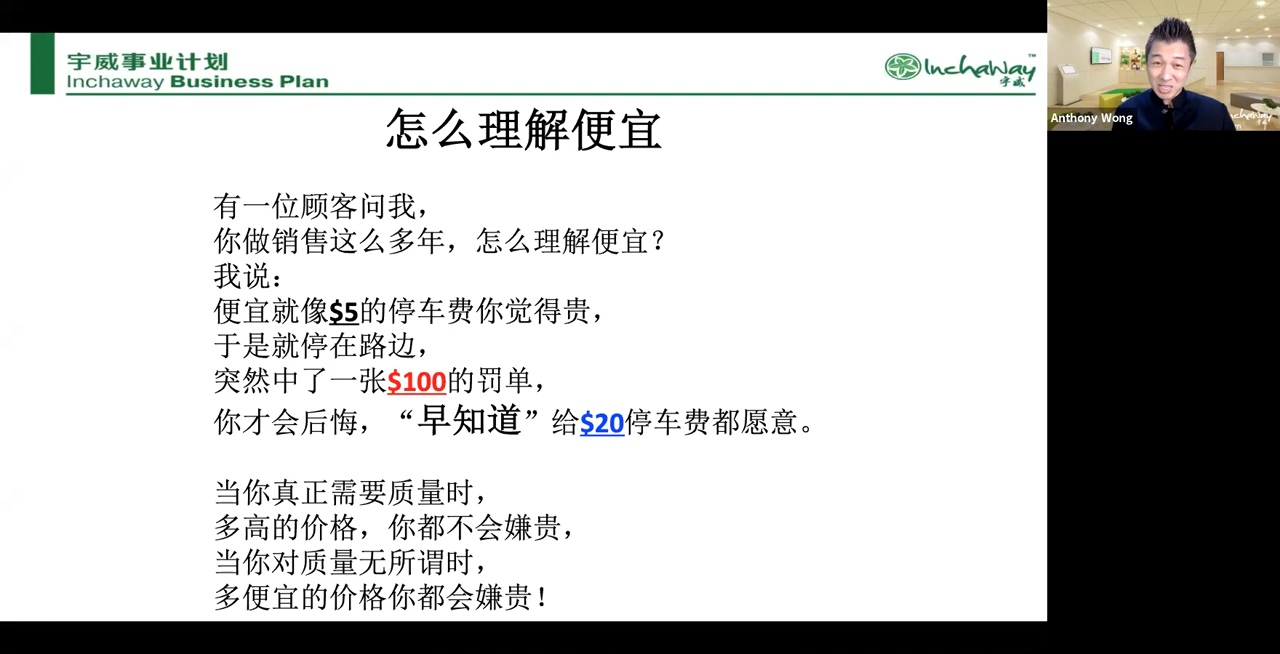 宇威事业计划
Inchaway Business Plan
Inchaway™
宇威
怎么理解便宜
有一位顾客问我，
你做销售这么多年，怎么理解便宜？
我说：
便宜就像$5的停车费你觉得贵，
于是就停在路边，
突然中了一张$100的罚单，
你才会后悔，“早知道”给$20停车费都愿意。
当你真正需要质量时，
多高的价格，你都不会嫌贵，
当你对质量无所谓时，
多便宜的价格你都会嫌贵！
Anthony Wong